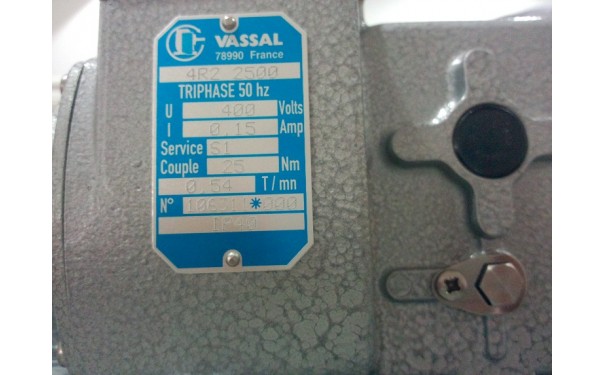 VASSAL
78990 France
4R2 2500
TRIPHASE 50 hz
U 400 Volts
I 0.15 Amp
Service S1
Couple 25 Nm
0.54 T / mn
N°